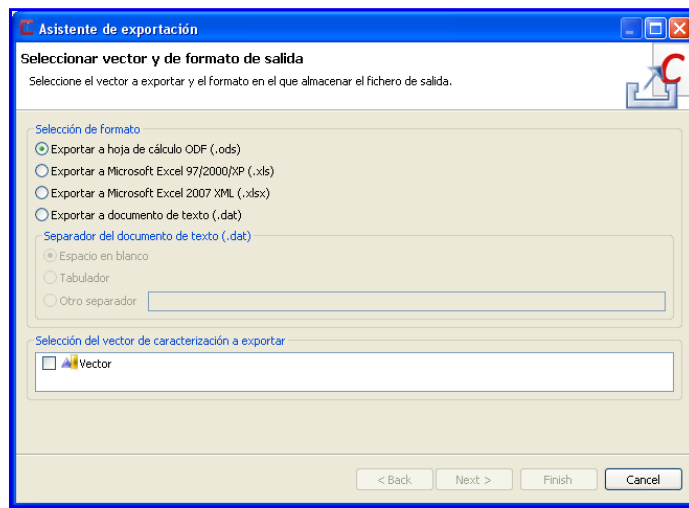 Asistente de exportación
Seleccionar vector y de formato de salida
Seleccione el vector a exportar y el formato en el que almacenar el fichero de salida.
Selección de formato
Exportar a hoja de cálculo ODF (.ods)
Exportar a Microsoft Excel 97/2000/XP (.xls)
Exportar a Microsoft Excel 2007 XML (.xlsx)
Exportar a documento de texto (.dat)
Separador del documento de texto (.dat)
Espacio en blanco
Tabulador
Otro separador
Selección del vector de caracterización a exportar
Vector
< Back Next > Finish Cancel